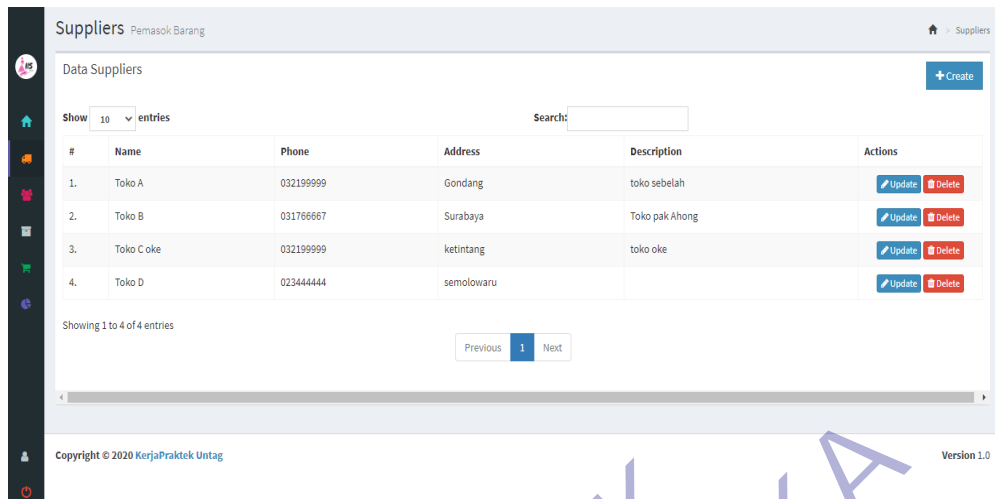 Suppliers Pemasok Barang
> Suppliers
Data Suppliers
+ Create
Show 10 entries
Search:
# Name Phone Address Description Actions
1. Toko A 032199999 Gondang toko sebelah Update Delete
2. Toko B 031766667 Surabaya Toko pak Ahong Update Delete
3. Toko C oke 032199999 ketintang toko oke Update Delete
4. Toko D 023444444 semolowaru Update Delete
Showing 1 to 4 of 4 entries
Previous 1 Next
Copyright © 2020 KerjaPraktek Untag
Version 1.0